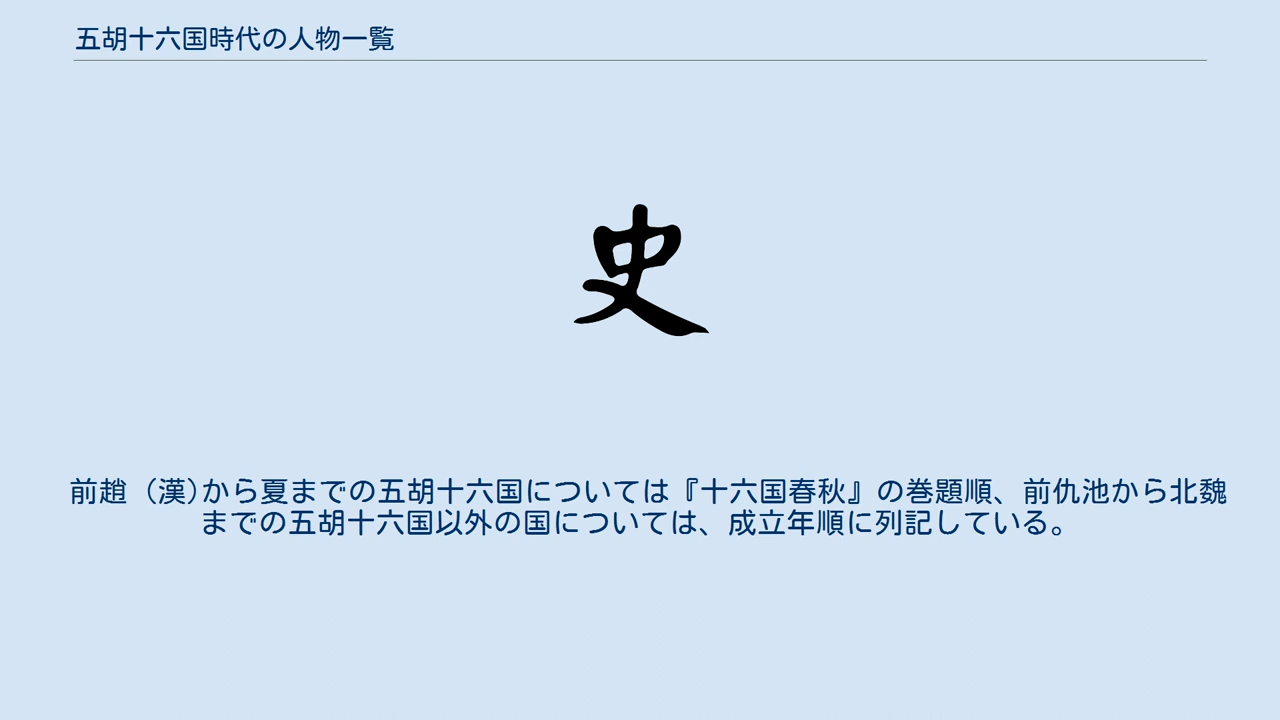 五胡十六国時代の人物一覧
史
前趙（漢）から夏までの五胡十六国については『十六国春秋』の巻題順、前仇池から北魏
までの五胡十六国以外の国については、成立年順に列記している。